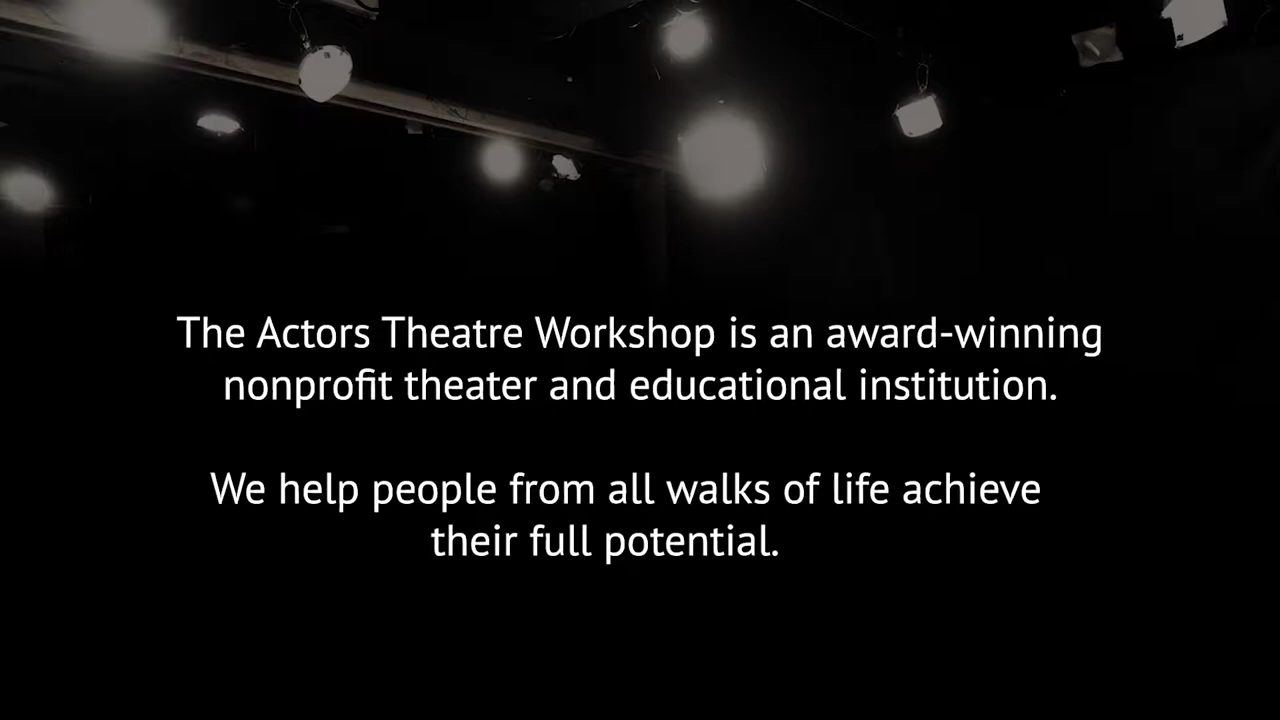 The Actors Theatre Workshop is an award-winning
nonprofit theater and educational institution.
We help people from all walks of life achieve
their full potential.